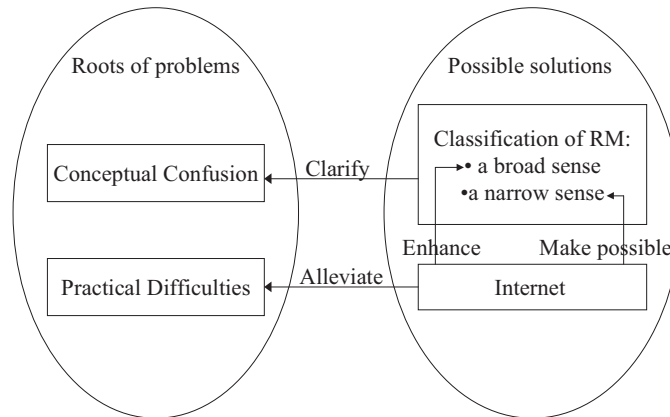 Roots of problems
Possible solutions
Classification of RM:
• a broad sense
•a narrow sense
Conceptual Confusion
Clarify
Enhance
Make possible
Practical Difficulties
Alleviate
Internet